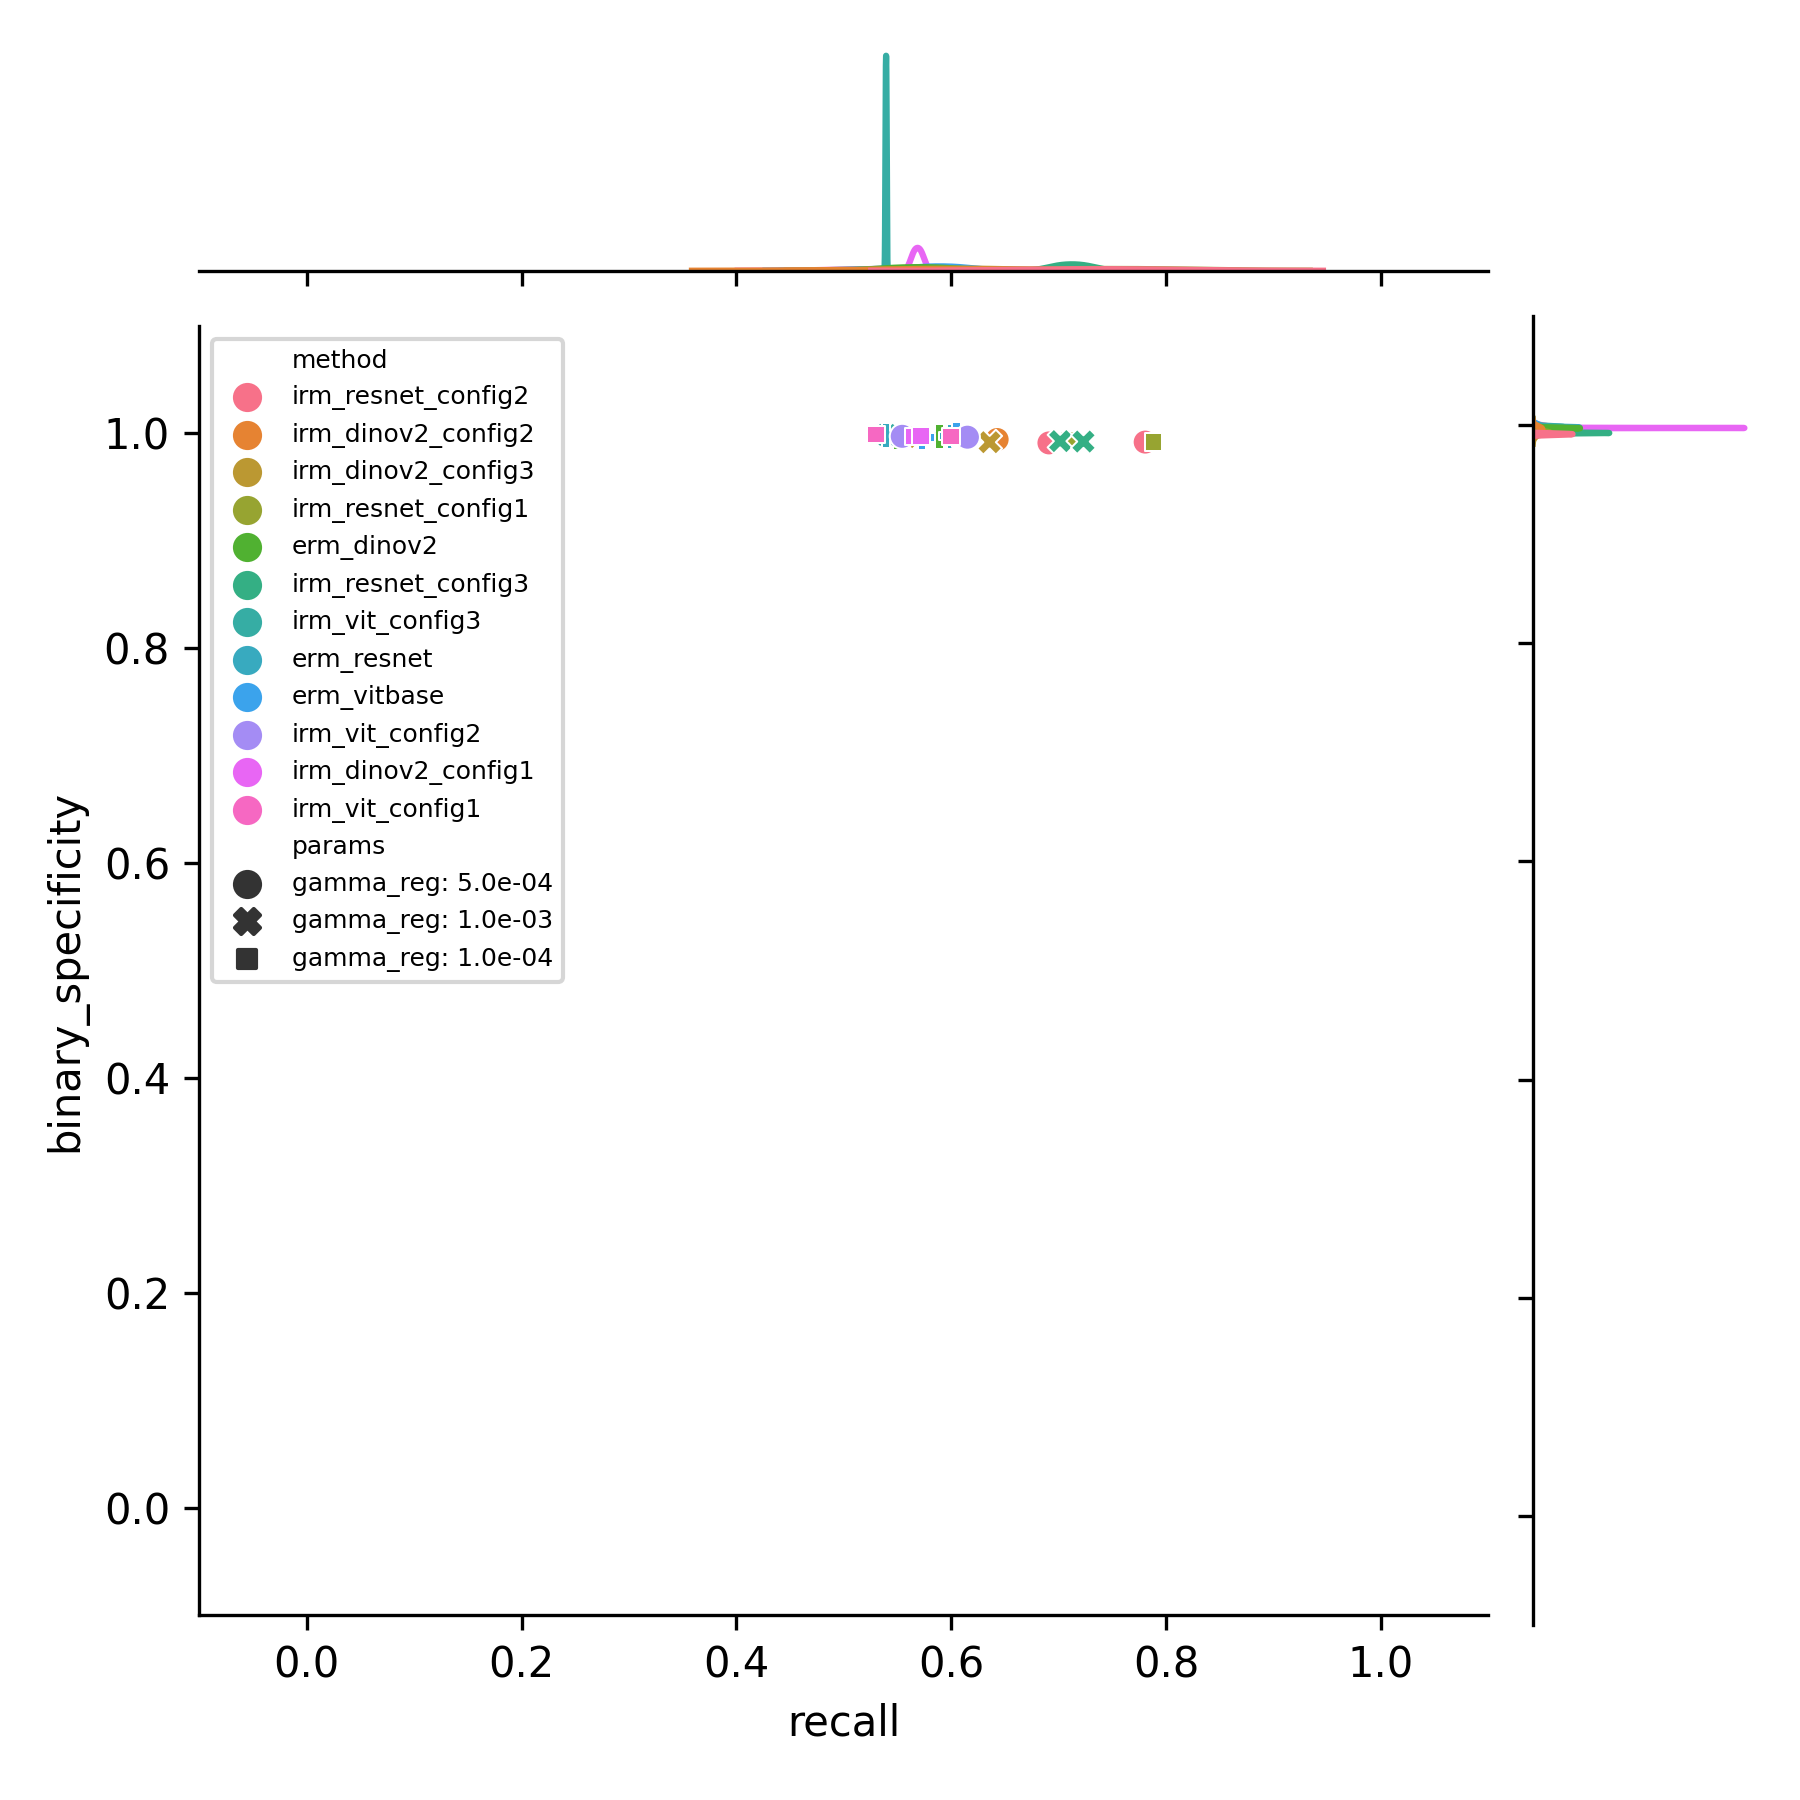 method
irm_resnet_config2
irm_dinov2_config2
irm_dinov2_config3
irm_resnet_config1
erm_dinov2
irm_resnet_config3
irm_vit_config3
erm_resnet
erm_vitbase
irm_vit_config2
irm_dinov2_config1
irm_vit_config1
params
gamma_reg: 5.0e-04
gamma_reg: 1.0e-03
gamma_reg: 1.0e-04
1.0
0.8
0.6
0.4
0.2
0.0
binary_specificity
0.0 0.2 0.4 0.6 0.8 1.0
recall